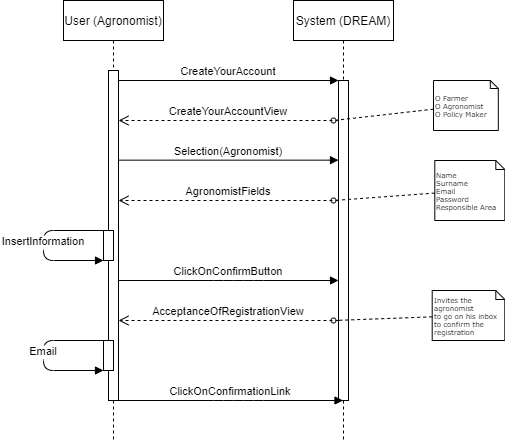 User (Agronomist)
System (DREAM)
CreateYourAccount
CreateYourAccountView
O Farmer
O Agronomist
O Policy Maker
Selection(Agronomist)
AgronomistFields
Name
Surname
Email
Password
Responsible Area
InsertInformation
ClickOnConfirmButton
AcceptanceOfRegistrationView
Invites the
agronomist
to go on his inbox
to confirm the
registration
Email
ClickOnConfirmationLink